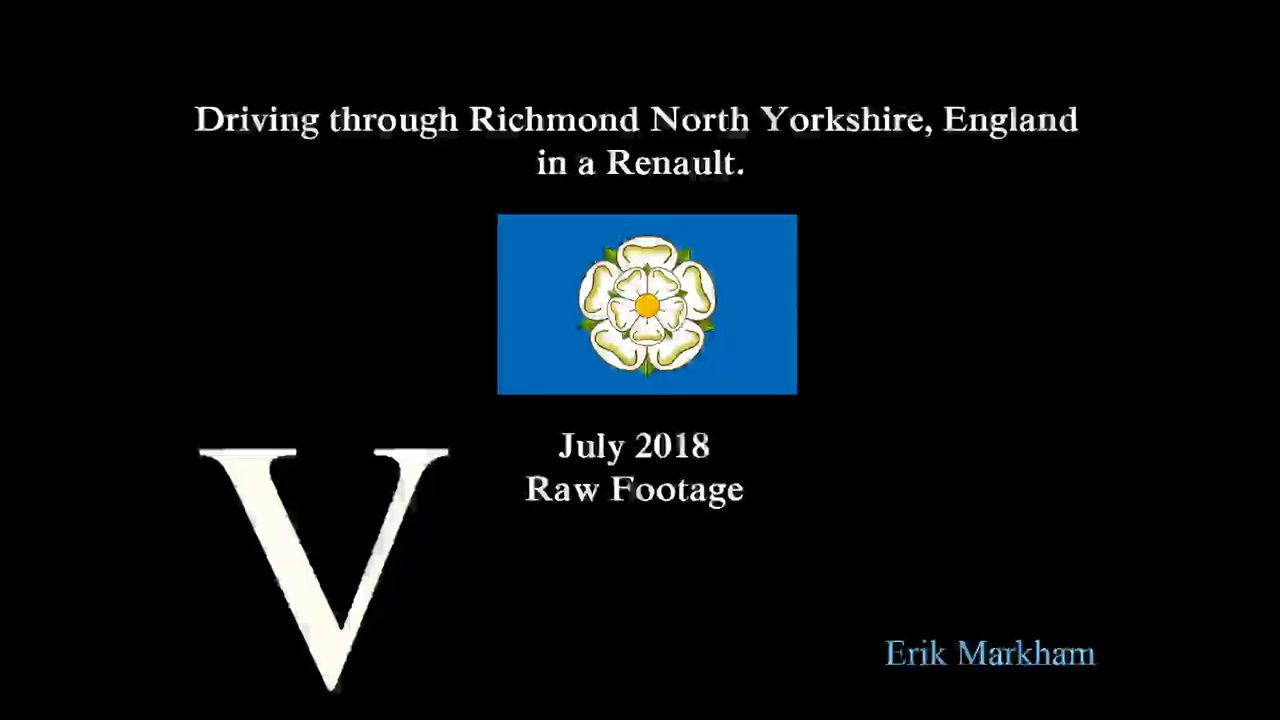 Driving through Richmond North Yorkshire, England
in a Renault.
July 2018
Raw Footage
V
Erik Markham